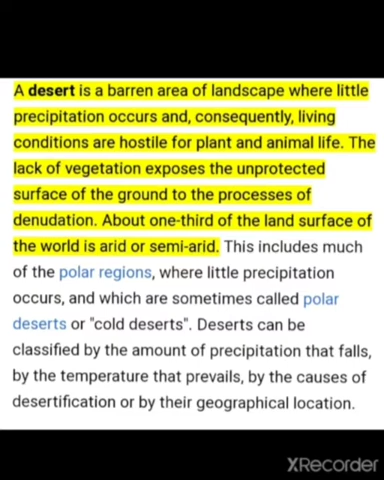 A desert is a barren area of landscape where little
precipitation occurs and, consequently, living
conditions are hostile for plant and animal life. The
lack of vegetation exposes the unprotected
surface of the ground to the processes of
denudation. About one-third of the land surface of
the world is arid or semi-arid. This includes much
of the polar regions, where little precipitation
occurs, and which are sometimes called polar
deserts or "cold deserts". Deserts can be
classified by the amount of precipitation that falls,
by the temperature that prevails, by the causes of
desertification or by their geographical location.
XRecorder